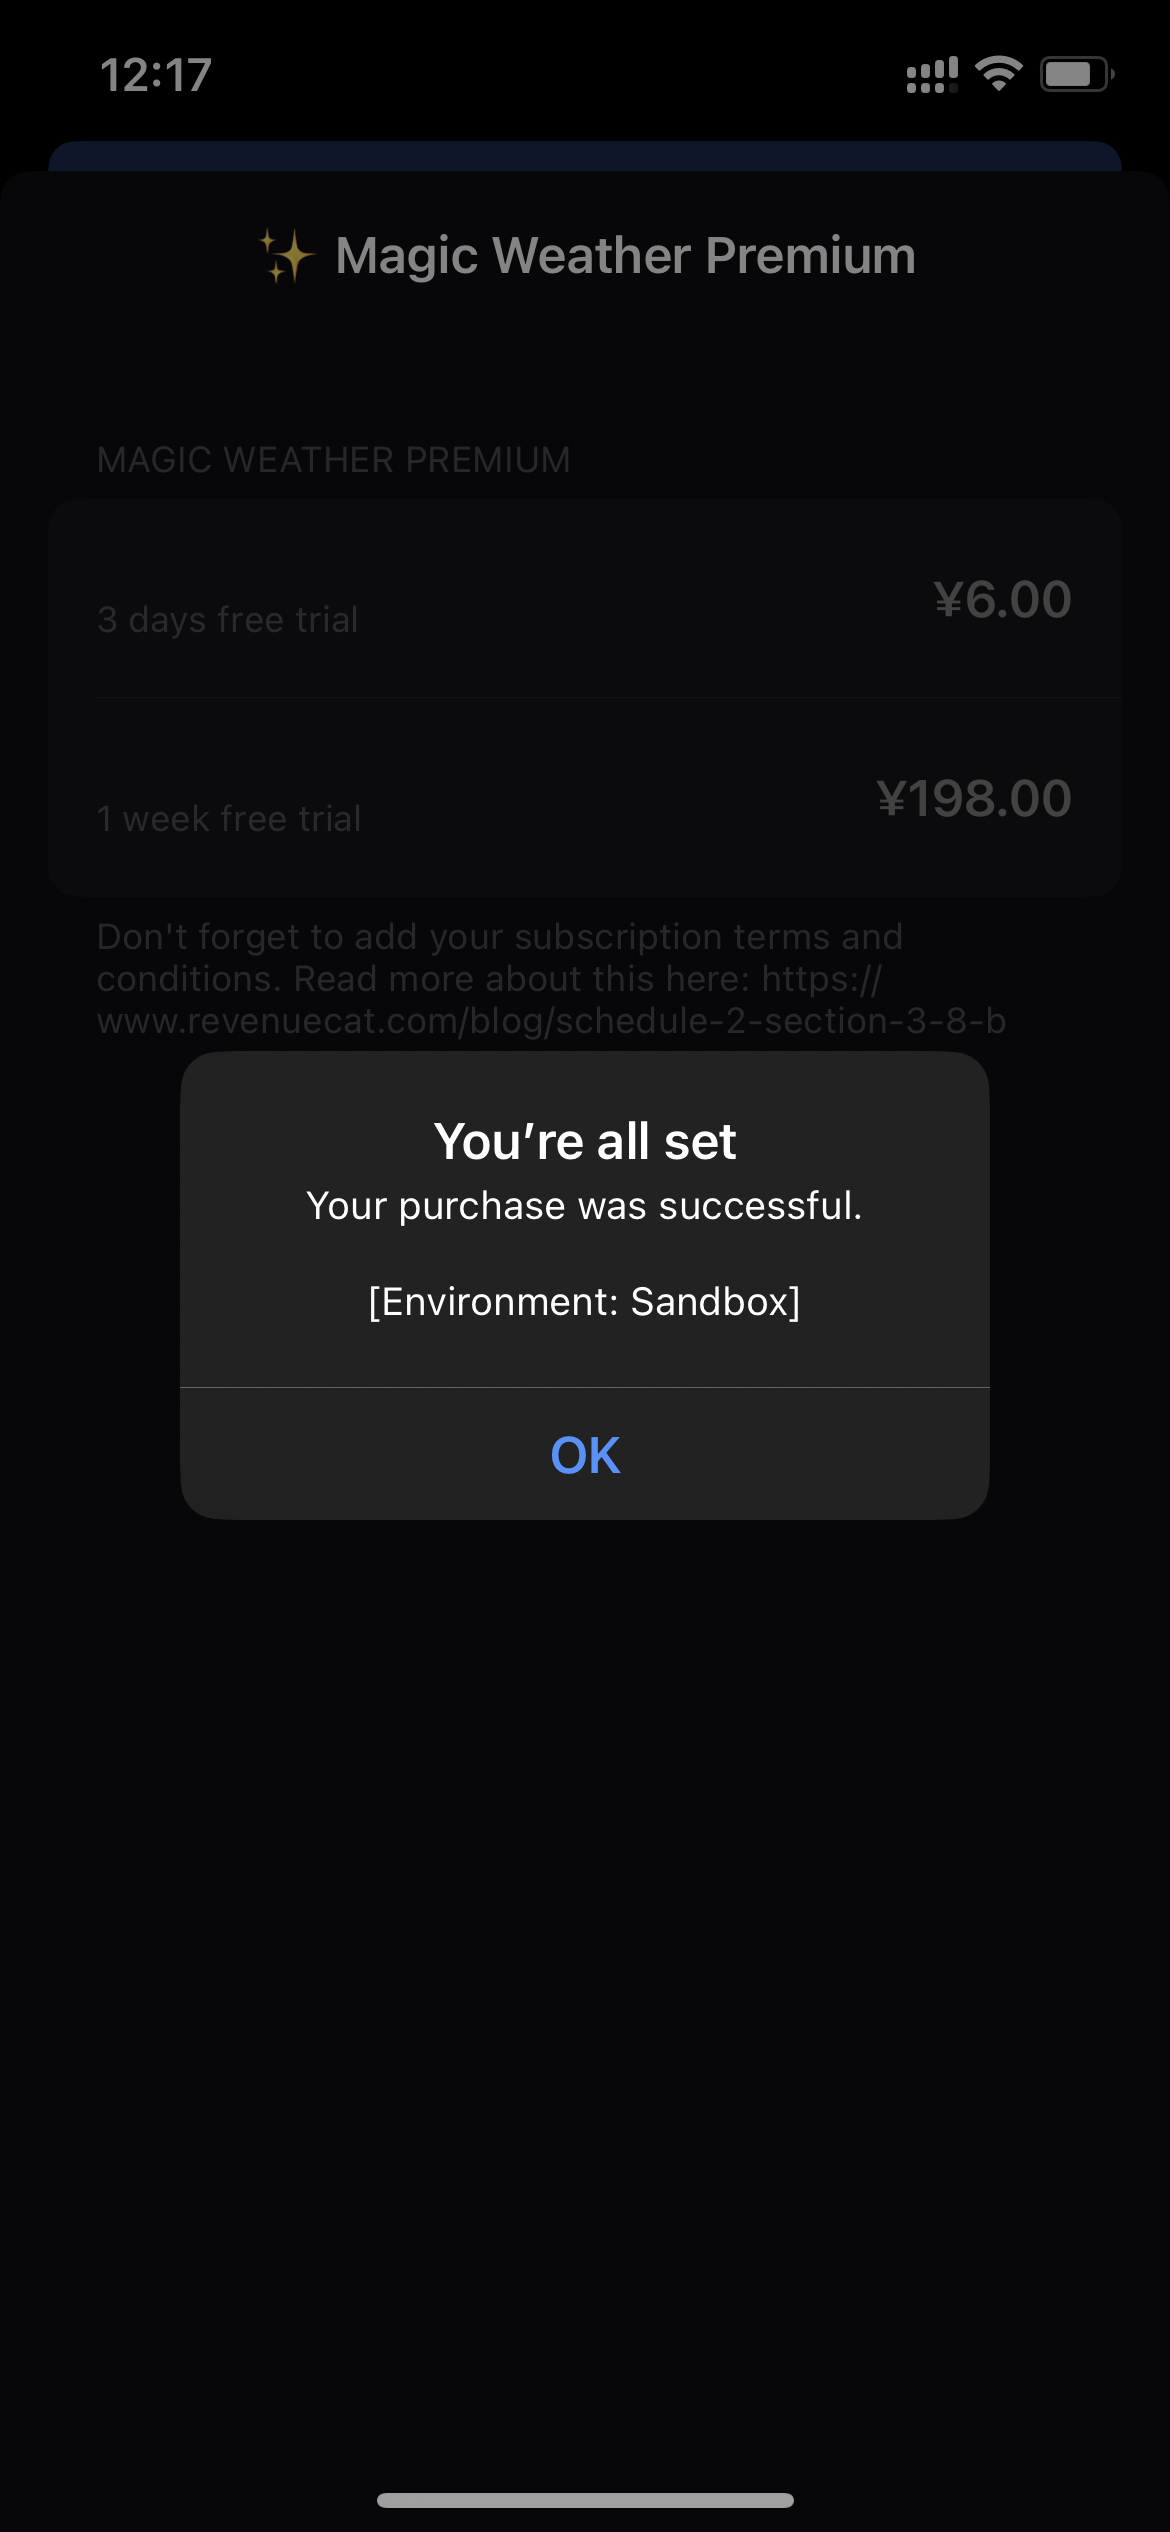 12:17
✨ Magic Weather Premium
MAGIC WEATHER PREMIUM
¥6.00
3 days free trial
¥198.00
1 week free trial
Don't forget to add your subscription terms and
conditions. Read more about this here: https://
www.revenuecat.com/blog/schedule-2-section-3-8-b
You’re all set
Your purchase was successful.
[Environment: Sandbox]
OK